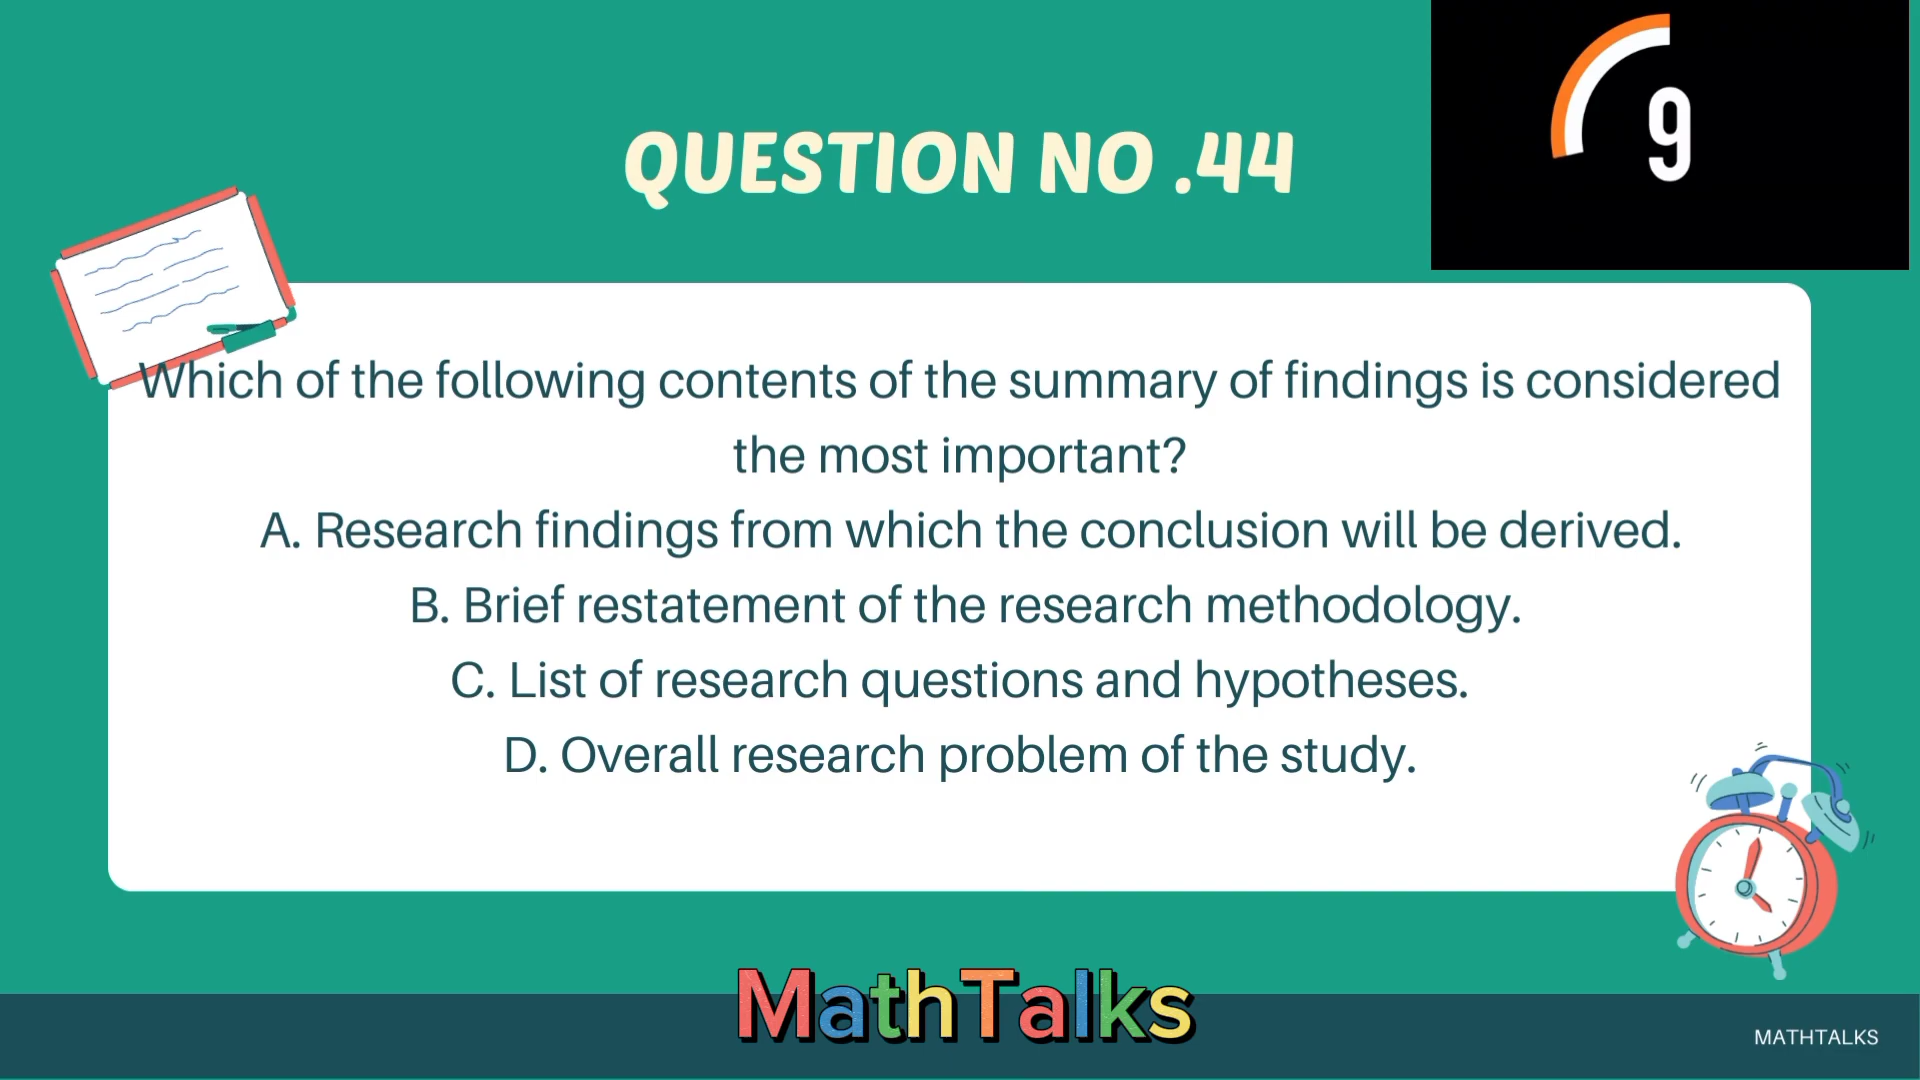 QUESTION NO .44
9
Which of the following contents of the summary of findings is considered
the most important?
A. Research findings from which the conclusion will be derived.
B. Brief restatement of the research methodology.
C. List of research questions and hypotheses.
D. Overall research problem of the study.
MathTalks
MATHTALKS